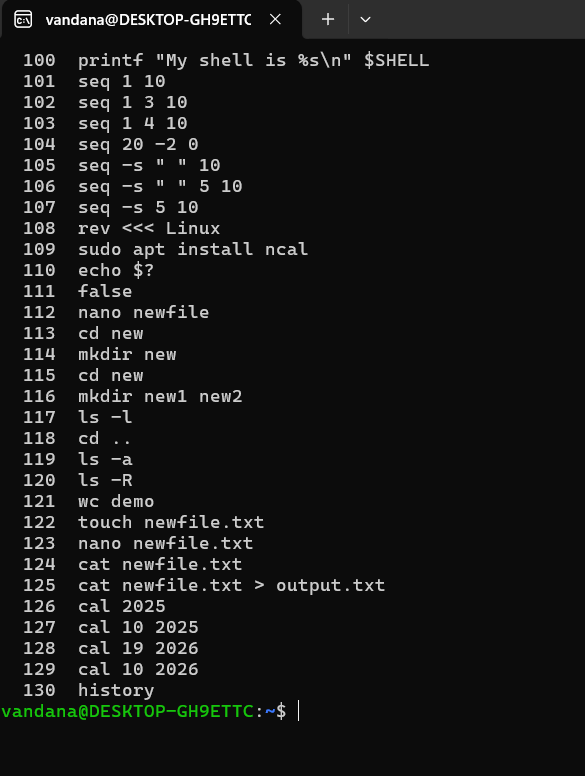 vandana@DESKTOP-GH9ETTC
100 printf "My shell is %s\n" $SHELL
101 seq 1 10
102 seq 1 3 10
103 seq 1 4 10
104 seq 20 -2 0
105 seq -s " " 10
106 seq -s " " 5 10
107 seq -s 5 10
108 rev <<< Linux
109 sudo apt install ncal
110 echo $?
111 false
112 nano newfile
113 cd new
114 mkdir new
115 cd new
116 mkdir new1 new2
117 ls -l
118 cd ..
119 ls -a
120 ls -R
121 wc demo
122 touch newfile.txt
123 nano newfile.txt
124 cat newfile.txt
125 cat newfile.txt > output.txt
126 cal 2025
127 cal 10 2025
128 cal 19 2026
129 cal 10 2026
130 history
vandana@DESKTOP-GH9ETTC:~$